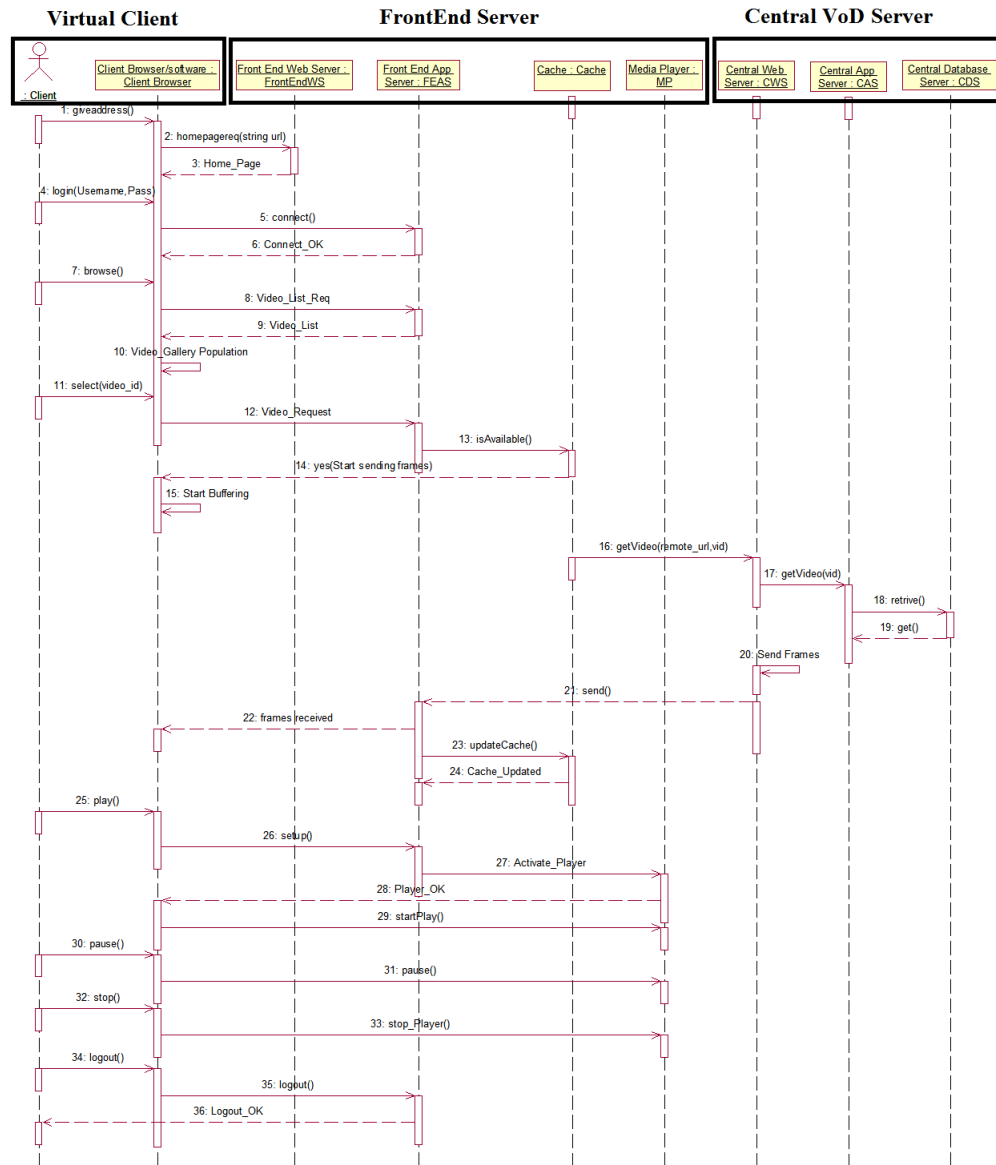 Virtual Client
FrontEnd Server
Central VoD Server
: Client
Client Browser/software :
Client Browser
Front End Web Server :
FrontEndWS
Front End App
Server : FEAS
Cache : Cache
Media Player :
MP
Central Web
Server : CWS
Central App
Server : CAS
Central Database
Server : CDS
1: giveaddress()
2: homepagereq(string url)
3: Home_Page
4: login(Username,Pass)
5: connect()
6: Connect_OK
7: browse()
8: Video_List_Req
9: Video_List
10: Video_Gallery Population
11: select(video_id)
12: Video_Request
13: isAvailable()
14: yes(Start sending frames)
15: Start Buffering
16: getVideo(remote_url,vid)
17: getVideo(vid)
18: retrive()
19: get()
20: Send Frames
21: send()
22: frames received
23: updateCache()
24: Cache_Updated
25: play()
26: setup()
27: Activate_Player
28: Player_OK
29: startPlay()
30: pause()
31: pause()
32: stop()
33: stop_Player()
34: logout()
35: logout()
36: Logout_OK